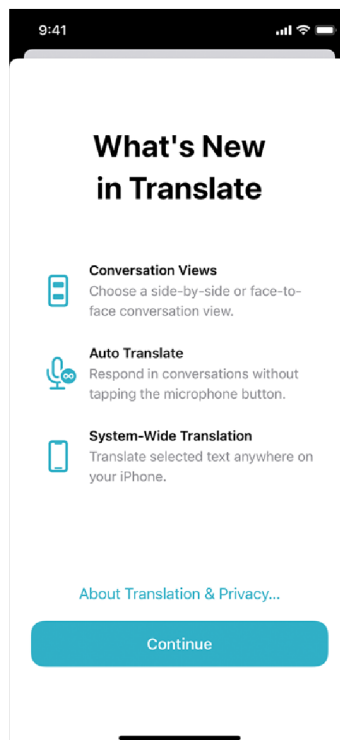 9:41
What's New
in Translate
Conversation Views
Choose a side-by-side or face-to-
face conversation view.
Auto Translate
Respond in conversations without
tapping the microphone button.
System-Wide Translation
Translate selected text anywhere on
your iPhone.
About Translation & Privacy...
Continue